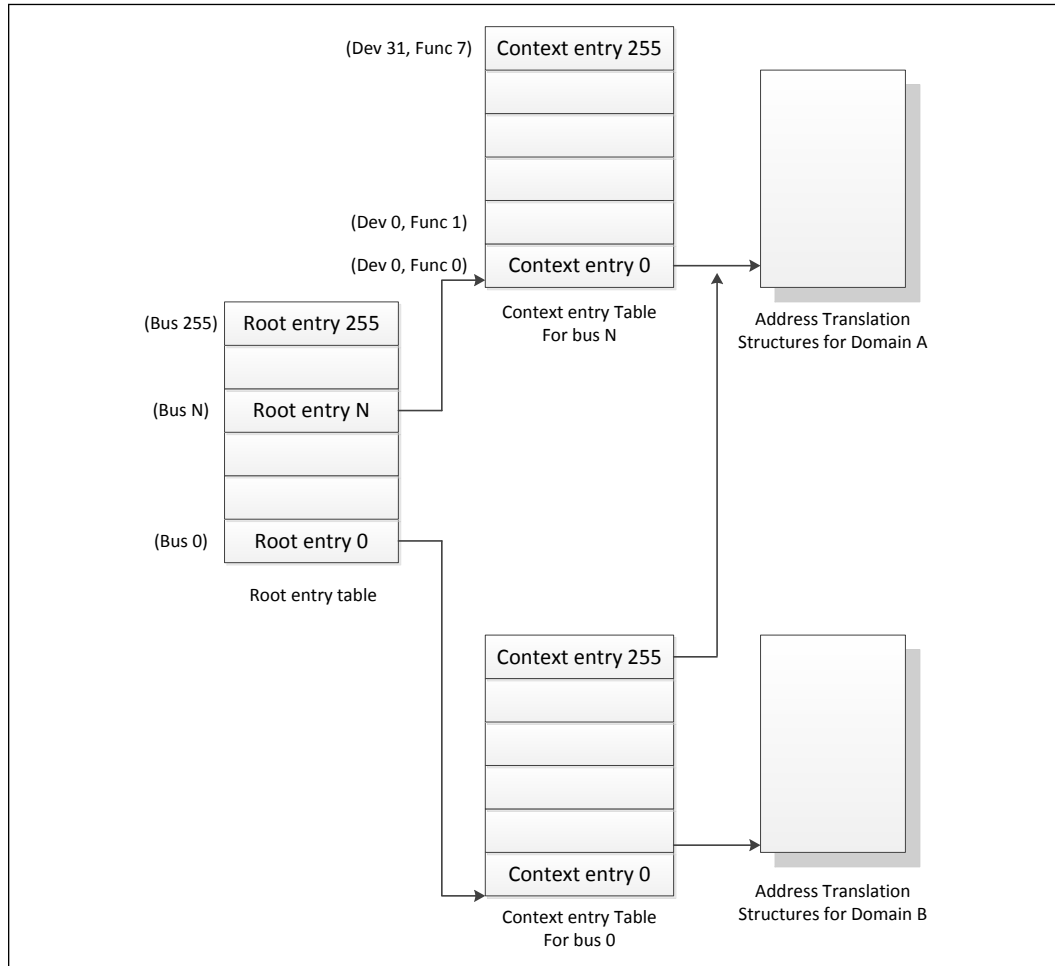 (Dev 31, Func 7)
Context entry 255
(Dev 0, Func 1)
(Dev 0, Func 0)
Context entry 0
Context entry Table
For bus N
Address Translation
Structures for Domain A
(Bus 255)
Root entry 255
(Bus N)
Root entry N
(Bus 0)
Root entry 0
Root entry table
Context entry 255
Context entry 0
Context entry Table
For bus 0
Address Translation
Structures for Domain B